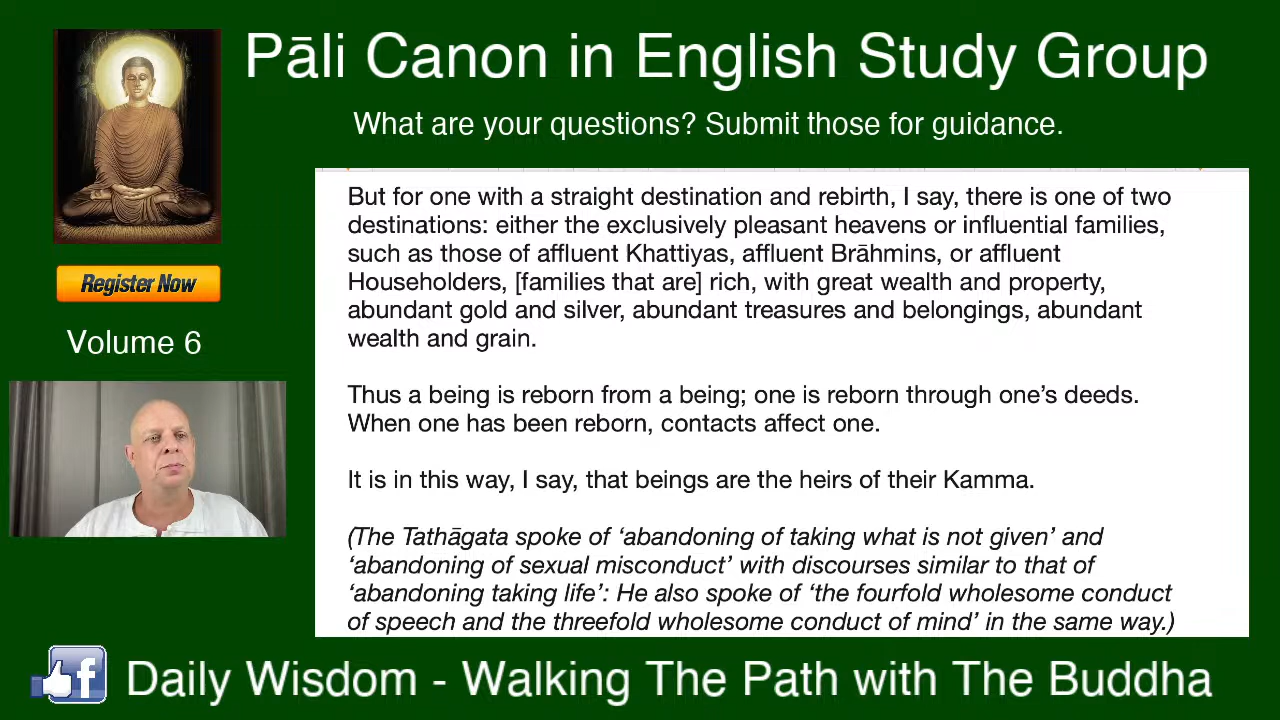 Pāli Canon in English Study Group
What are your questions? Submit those for guidance.
Register Now
Volume 6
But for one with a straight destination and rebirth, I say, there is one of two
destinations: either the exclusively pleasant heavens or influential families,
such as those of affluent Khattiyas, affluent Brāhmins, or affluent
Householders, [families that are] rich, with great wealth and property,
abundant gold and silver, abundant treasures and belongings, abundant
wealth and grain.
Thus a being is reborn from a being; one is reborn through one’s deeds.
When one has been reborn, contacts affect one.
It is in this way, I say, that beings are the heirs of their Kamma.
(The Tathāgata spoke of ‘abandoning of taking what is not given’ and
‘abandoning of sexual misconduct’ with discourses similar to that of
‘abandoning taking life’: He also spoke of ‘the fourfold wholesome conduct
of speech and the threefold wholesome conduct of mind’ in the same way.)
f
Daily Wisdom - Walking The Path with The Buddha